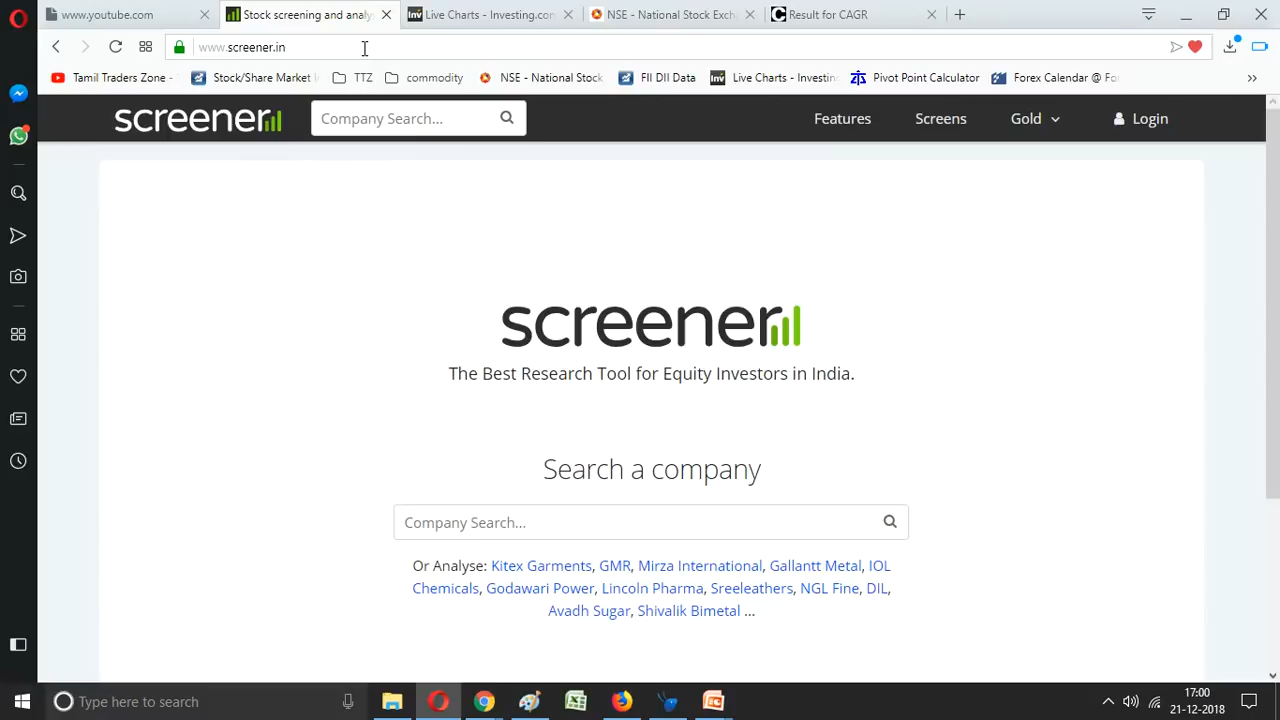 www.youtube.com
Stock screening and analys
Live Charts - Investing.com
NSE - National Stock Exch
Result for CAGR
www.screener.in
Tamil Traders Zone -
Stock/Share Market I
TTZ
commodity
NSE - National Stock
FII DII Data
Live Charts - Investin
Pivot Point Calculator
Forex Calendar @ Fo
screener
Company Search...
Features
Screens
Gold
Login
screener
The Best Research Tool for Equity Investors in India.
Search a company
Company Search...
Or Analyse: Kitex Garments, GMR, Mirza International, Gallantt Metal, IOL
Chemicals, Godawari Power, Lincoln Pharma, Sreeleathers, NGL Fine, DIL,
Avadh Sugar, Shivalik Bimetal ...
Type here to search
17:00
21-12-2018